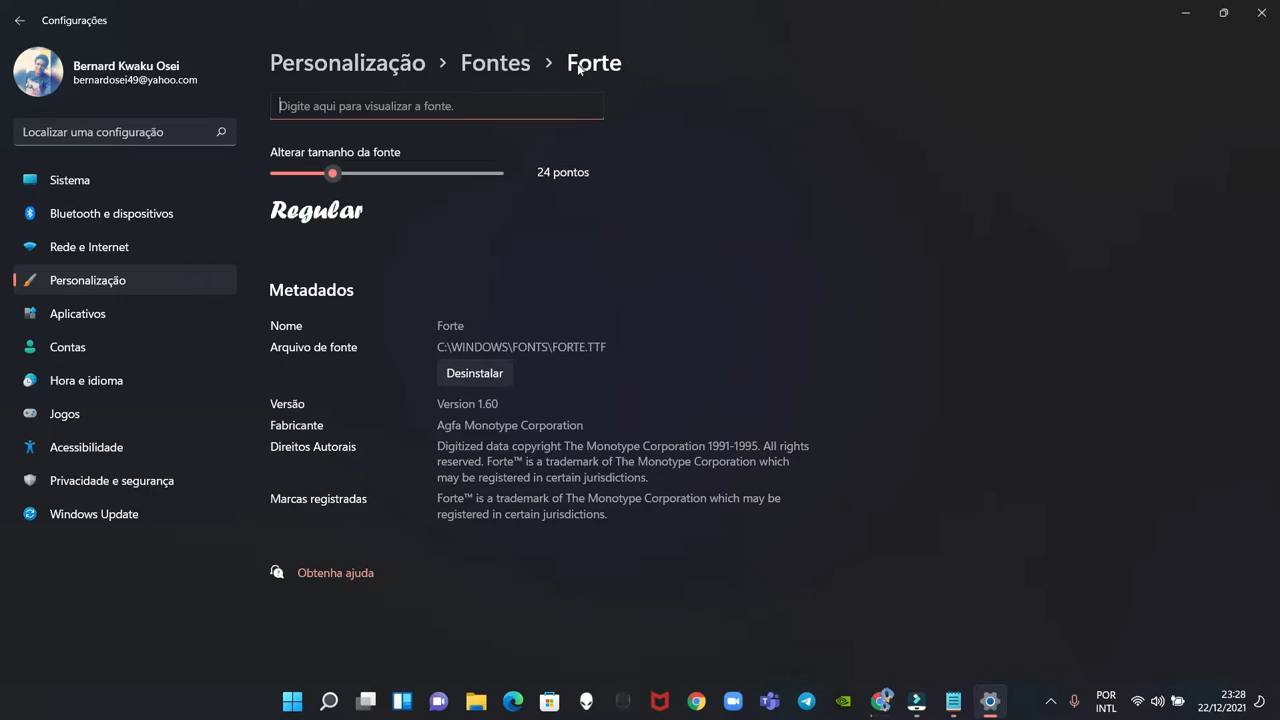 Configurações
Bernard Kwaku Osei
bernardosei49@yahoo.com
Localizar uma configuração
Sistema
Bluetooth e dispositivos
Rede e Internet
Personalização
Aplicativos
Contas
Hora e idioma
Jogos
Acessibilidade
Privacidade e segurança
Windows Update
Personalização > Fontes > Forte
Digite aqui para visualizar a fonte.
Alterar tamanho da fonte
24 pontos
Regular
Metadados
Nome Forte
Arquivo de fonte C:\WINDOWS\FONTS\FORTE.TTF
Desinstalar
Versão Version 1.60
Fabricante Agfa Monotype Corporation
Direitos Autorais Digitized data copyright The Monotype Corporation 1991-1995. All rights
reserved. Forte™ is a trademark of The Monotype Corporation which
may be registered in certain jurisdictions.
Marcas registradas Forte™ is a trademark of The Monotype Corporation which may be
registered in certain jurisdictions.
Obtenha ajuda
POR
INTL
23:28
22/12/2021